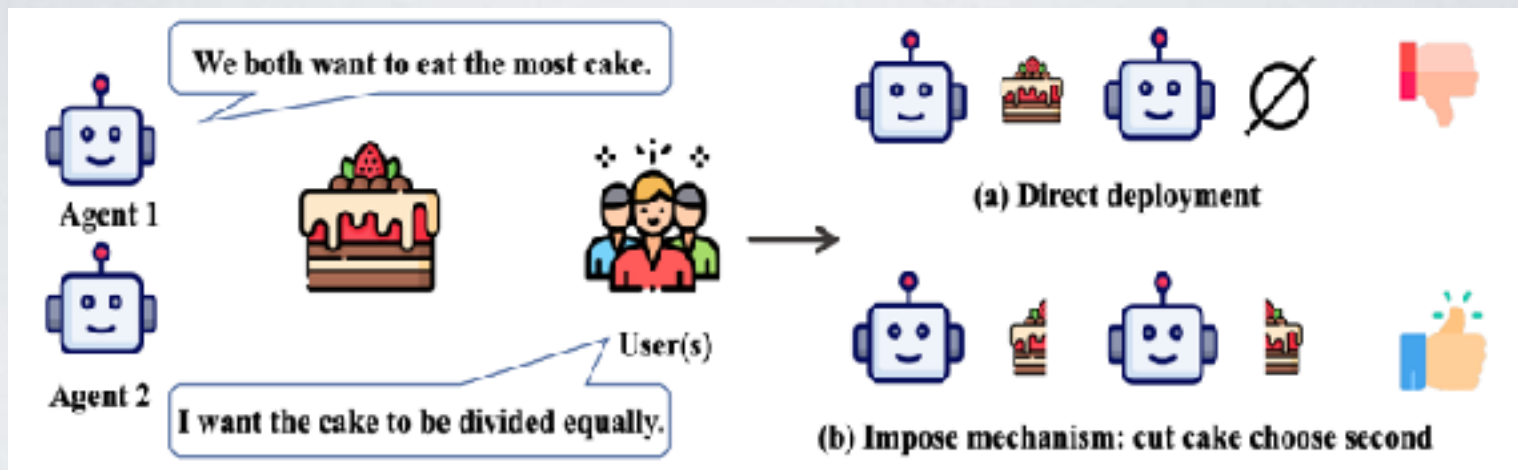 We both want to eat the most cake.
Agent 1
Agent 2
User(s)
I want the cake to be divided equally.
(a) Direct deployment
(b) Impose mechanism: cut cake choose second